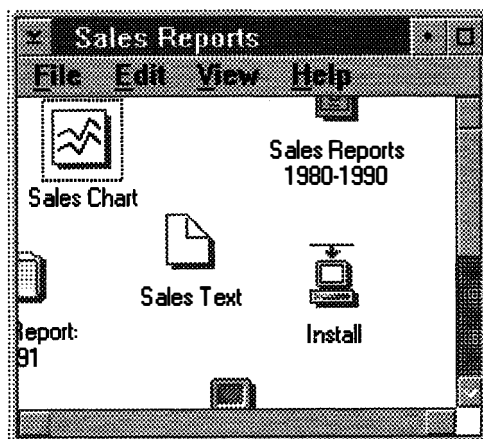 Sales Reports
File Edit View Help
Sales Reports
1980-1990
Sales Chart
Sales Text
Install
Report:
91